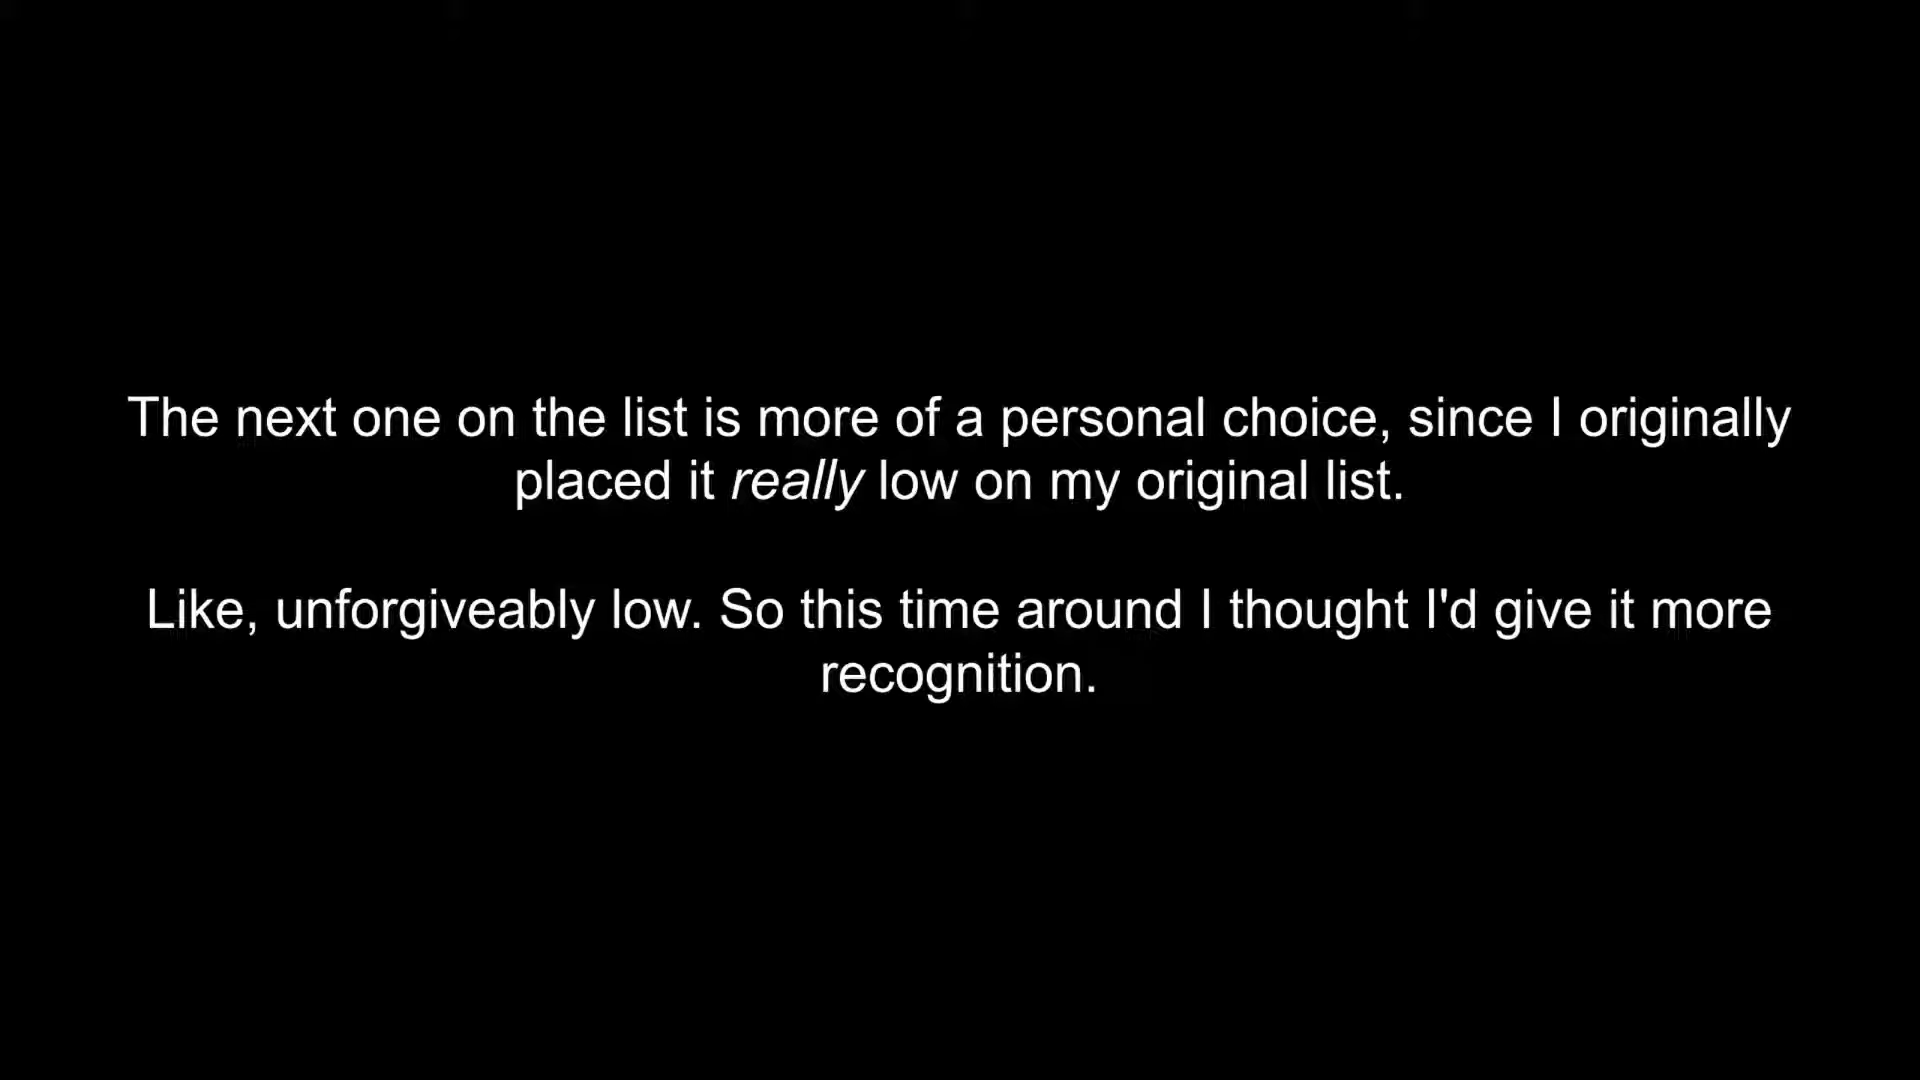 The next one on the list is more of a personal choice, since I originally
placed it really low on my original list.
Like, unforgiveably low. So this time around I thought I'd give it more
recognition.